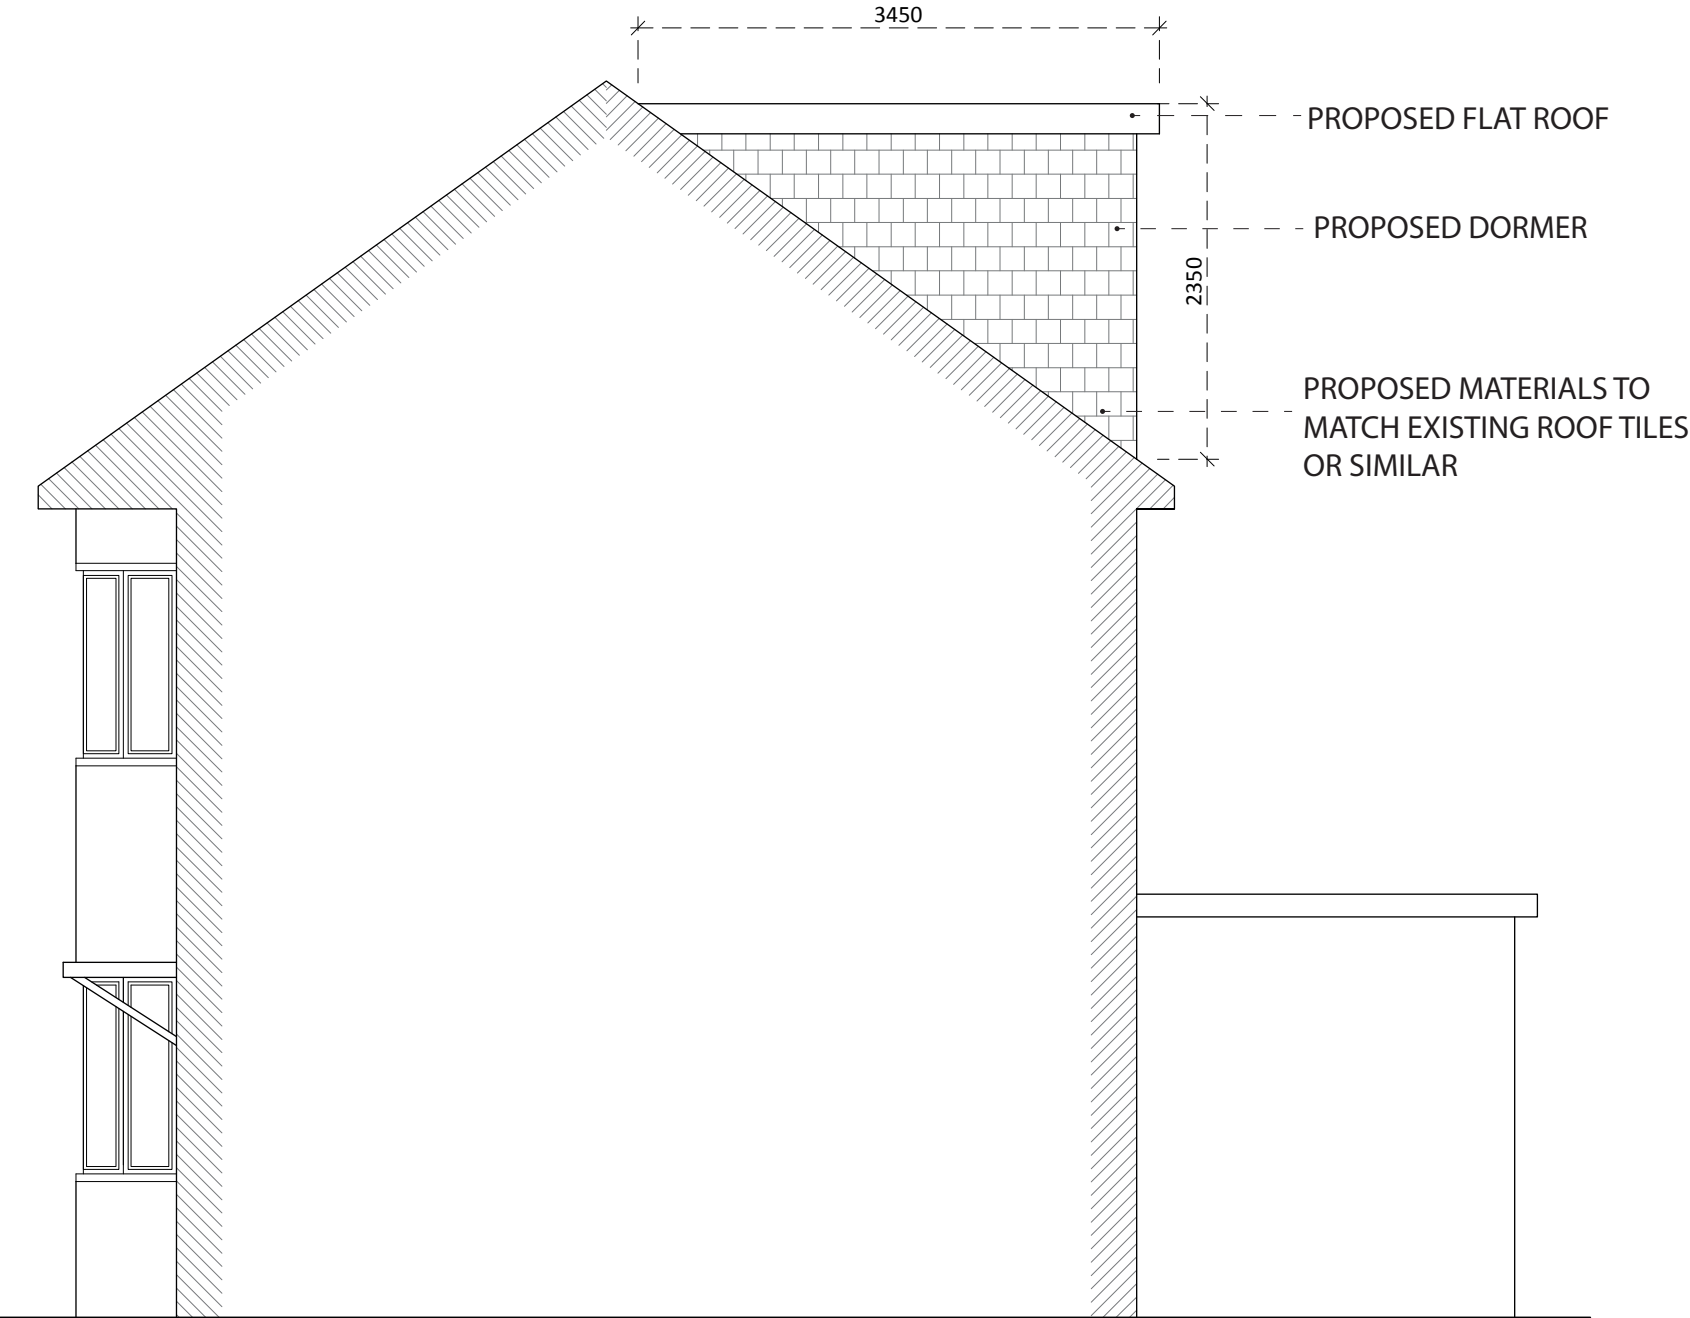 3450
PROPOSED FLAT ROOF
PROPOSED DORMER
2350
PROPOSED MATERIALS TO
MATCH EXISTING ROOF TILES
OR SIMILAR